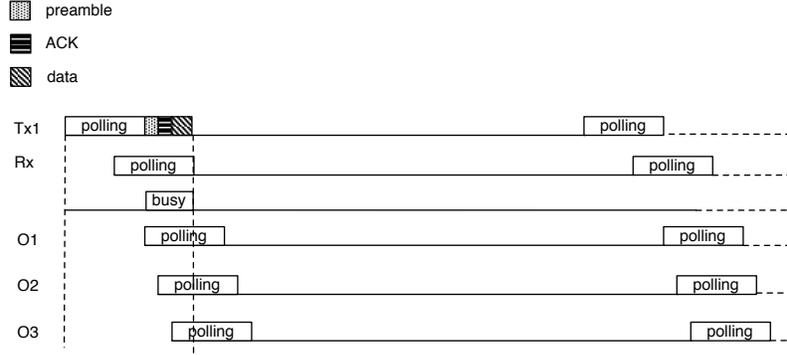 preamble
ACK
data
Tx1 polling polling
Rx polling polling
busy
O1 polling polling
O2 polling polling
O3 polling polling